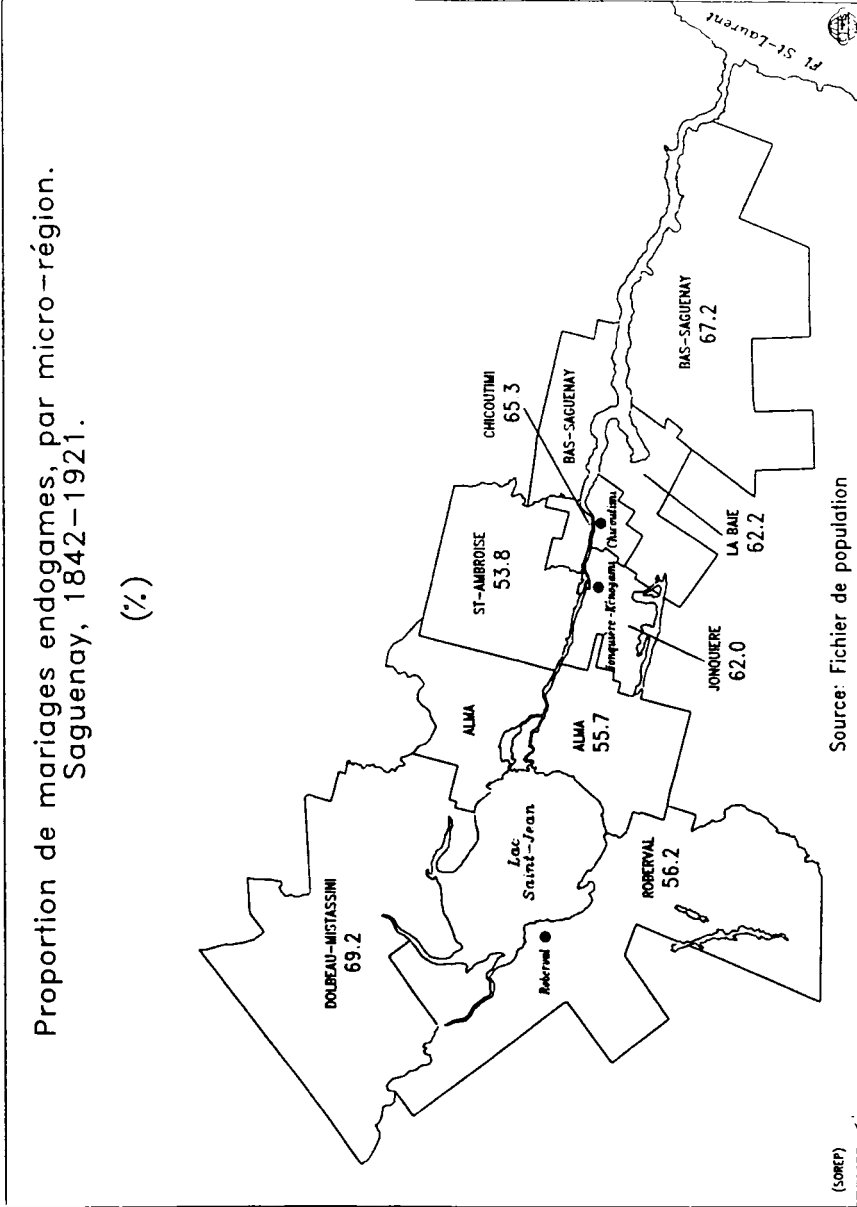 Proportion de mariages endogames, par micro-région.
Saguenay, 1842-1921.
(%)
DOLBEAU-MISTASSINI
69.2
ALMA
ST-AMBROISE
53.8
CHICOUTIMI
65.3
BAS-SAGUENAY
Fl St-Laurent
Lac
Saint-Jean
Roberval
ROBERVAL
56.2
ALMA
55.7
Jonquiere-Kénogami
Chicoutimi
JONQUIERE
62.0
LA BAIE
62.2
BAS-SAGUENAY
67.2
Source: Fichier de population
(SOREP)